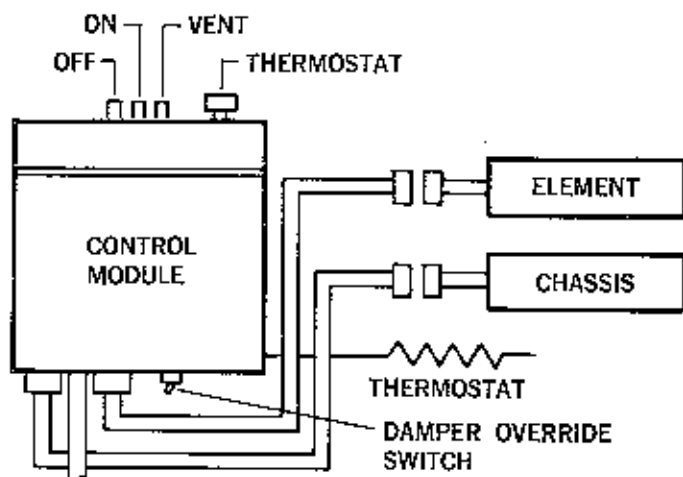 ON
VENT
OFF
THERMOSTAT
ELEMENT
CONTROL
MODULE
CHASSIS
THERMOSTAT
DAMPER OVERRIDE
SWITCH